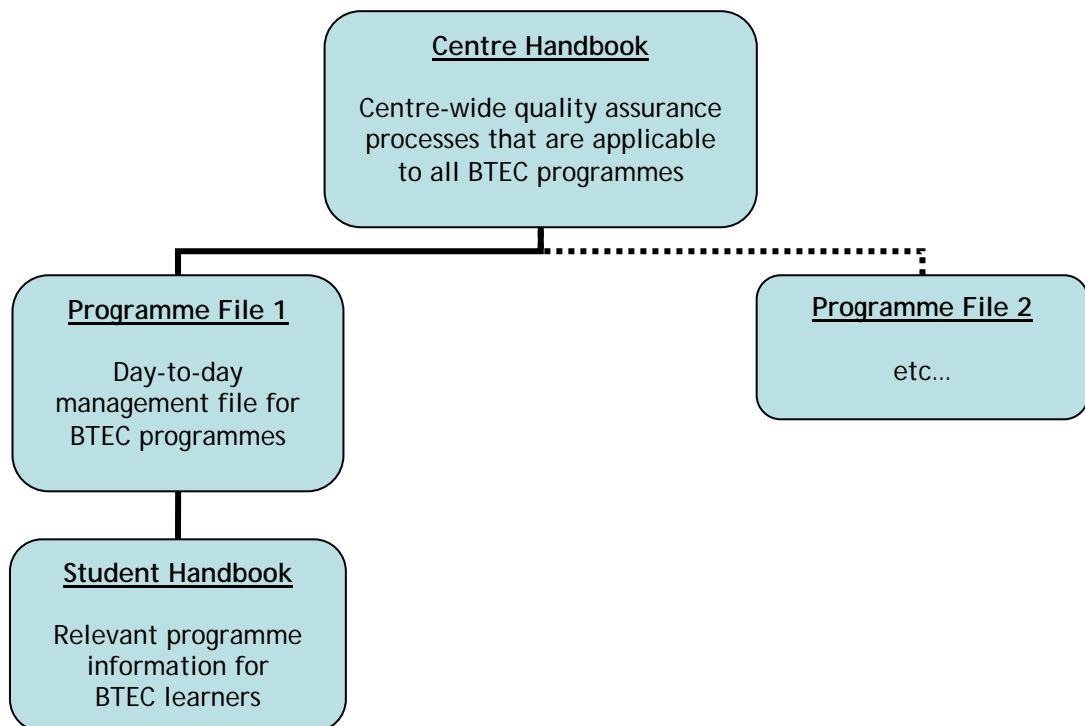 Centre Handbook
Centre-wide quality assurance
processes that are applicable
to all BTEC programmes
Programme File 1
Day-to-day
management file for
BTEC programmes
Programme File 2
etc...
Student Handbook
Relevant programme
information for
BTEC learners